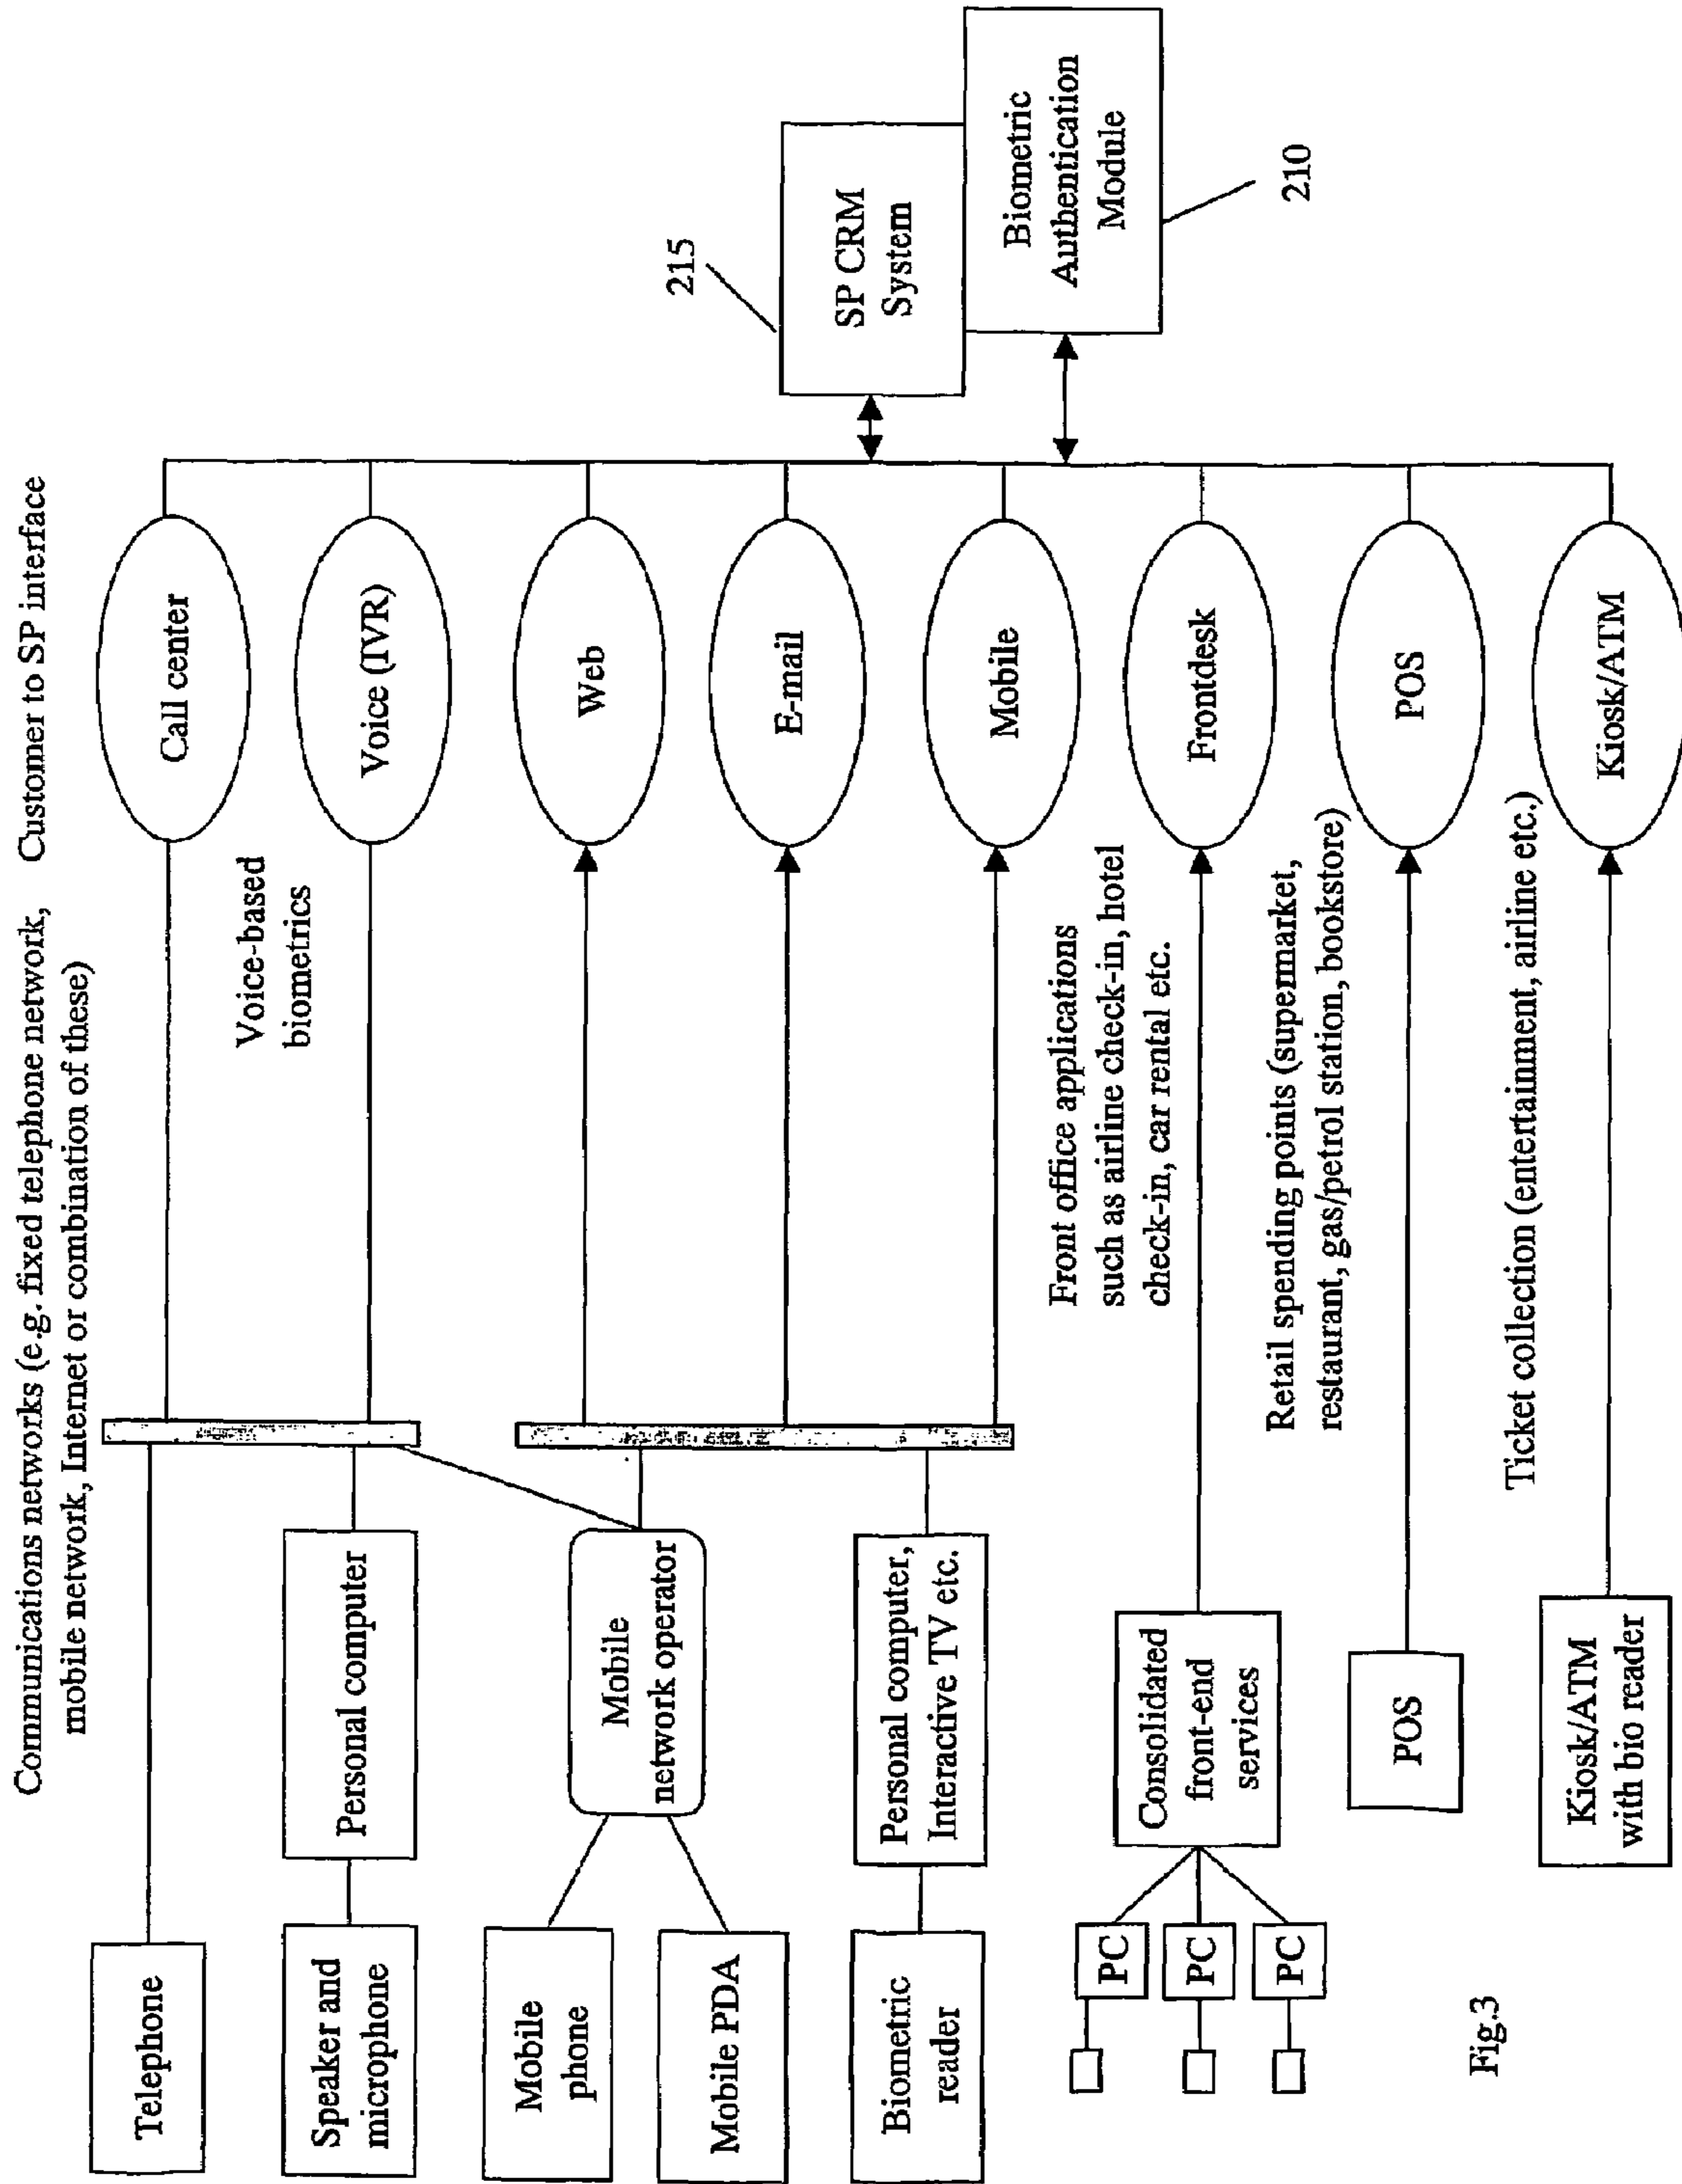 Communications networks (e.g. fixed telephone network,
mobile network, Internet or combination of these)
Customer to SP interface
Telephone
Speaker and
microphone
Personal computer
Mobile
phone
Mobile PDA
Mobile
network operator
Biometric
reader
Personal computer,
Interactive TV etc.
PC
PC
PC
Consolidated
front-end
services
POS
Kiosk/ATM
with bio reader
Voice-based
biometrics
Front office applications
such as airline check-in, hotel
check-in, car rental etc.
Retail spending points (supermarket,
restaurant, gas/petrol station, bookstore)
Ticket collection (entertainment, airline etc.)
Call center
Voice (IVR)
Web
E-mail
Mobile
Frontdesk
POS
Kiosk/ATM
215
SP CRM
System
Biometric
Authentication
Module
210
Fig.3